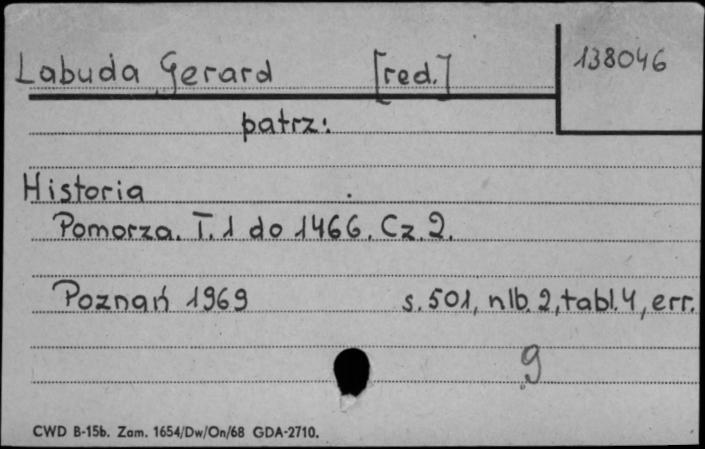 138046
Labuda Gerard [red.]
patrz:
Historia
Pomorza. T. 1 do 1466. Cz. 2.
Poznań 1969 s. 501, nlb. 2, tabl. 4, err.
g
CWD B-15b. Zam. 1654/Dw/On/68 GDA-2710.